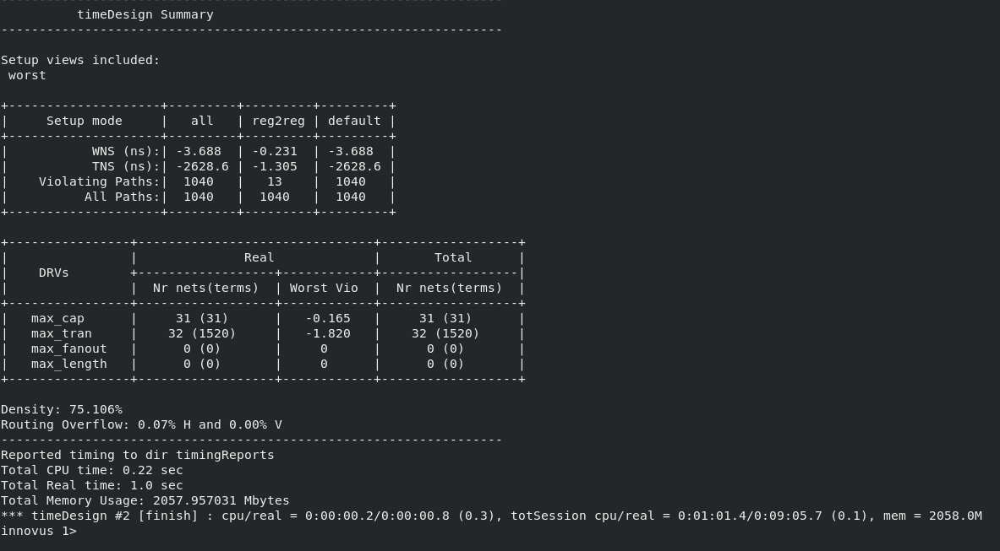 ------------------------------------------------------------------
          timeDesign Summary
------------------------------------------------------------------

Setup views included:
 worst

+--------------------+---------+---------+---------+
|     Setup mode     |   all   | reg2reg | default |
+--------------------+---------+---------+---------+
|           WNS (ns):| -3.688  | -0.231  | -3.688  |
|           TNS (ns):| -2628.6 | -1.305  | -2628.6 |
|    Violating Paths:|  1040   |   13    |  1040   |
|          All Paths:|  1040   |  1040   |  1040   |
+--------------------+---------+---------+---------+

+----------------+-------------------------------+------------------+
|                |              Real             |       Total      |
|    DRVs        +------------------+------------+------------------|
|                |  Nr nets(terms)  | Worst Vio  |  Nr nets(terms)  |
+----------------+------------------+------------+------------------+
|   max_cap      |     31 (31)      |   -0.165   |     31 (31)      |
|   max_tran     |    32 (1520)     |   -1.820   |    32 (1520)     |
|   max_fanout   |      0 (0)       |     0      |      0 (0)       |
|   max_length   |      0 (0)       |     0      |      0 (0)       |
+----------------+------------------+------------+------------------+

Density: 75.106%
Routing Overflow: 0.07% H and 0.00% V
------------------------------------------------------------------
Reported timing to dir timingReports
Total CPU time: 0.22 sec
Total Real time: 1.0 sec
Total Memory Usage: 2057.957031 Mbytes
*** timeDesign #2 [finish] : cpu/real = 0:00:00.2/0:00:00.8 (0.3), totSession cpu/real = 0:01:01.4/0:09:05.7 (0.1), mem = 2058.0M
innovus 1>